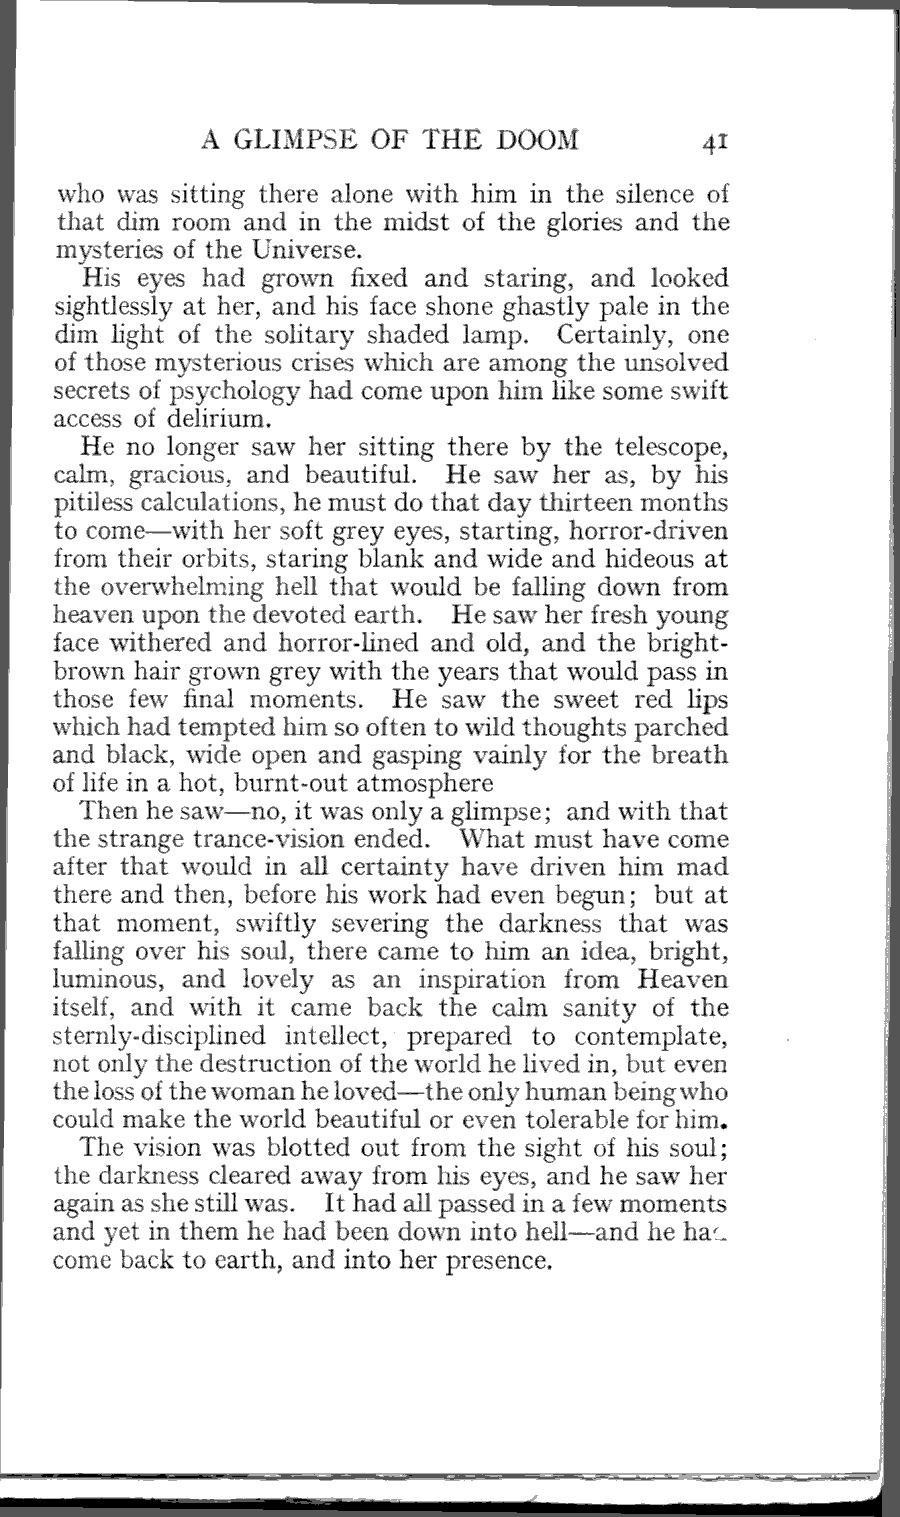 A GLIMPSE OF THE DOOM 41
who was sitting there alone with him in the silence of
that dim room and in the midst of the glories and the
mysteries of the Universe.
His eyes had grown fixed and staring, and looked
sightlessly at her, and his face shone ghastly pale in the
dim light of the solitary shaded lamp. Certainly, one
of those mysterious crises which are among the unsolved
secrets of psychology had come upon him like some swift
access of delirium.
He no longer saw her sitting there by the telescope,
calm, gracious, and beautiful. He saw her as, by his
pitiless calculations, he must do that day thirteen months
to come—with her soft grey eyes, starting, horror-driven
from their orbits, staring blank and wide and hideous at
the overwhelming hell that would be falling down from
heaven upon the devoted earth. He saw her fresh young
face withered and horror-lined and old, and the bright-
brown hair grown grey with the years that would pass in
those few final moments. He saw the sweet red lips
which had tempted him so often to wild thoughts parched
and black, wide open and gasping vainly for the breath
of life in a hot, burnt-out atmosphere
Then he saw—no, it was only a glimpse; and with that
the strange trance-vision ended. What must have come
after that would in all certainty have driven him mad
there and then, before his work had even begun; but at
that moment, swiftly severing the darkness that was
falling over his soul, there came to him an idea, bright,
luminous, and lovely as an inspiration from Heaven
itself, and with it came back the calm sanity of the
sternly-disciplined intellect, prepared to contemplate,
not only the destruction of the world he lived in, but even
the loss of the woman he loved—the only human being who
could make the world beautiful or even tolerable for him.
The vision was blotted out from the sight of his soul;
the darkness cleared away from his eyes, and he saw her
again as she still was. It had all passed in a few moments
and yet in them he had been down into hell—and he had
come back to earth, and into her presence.